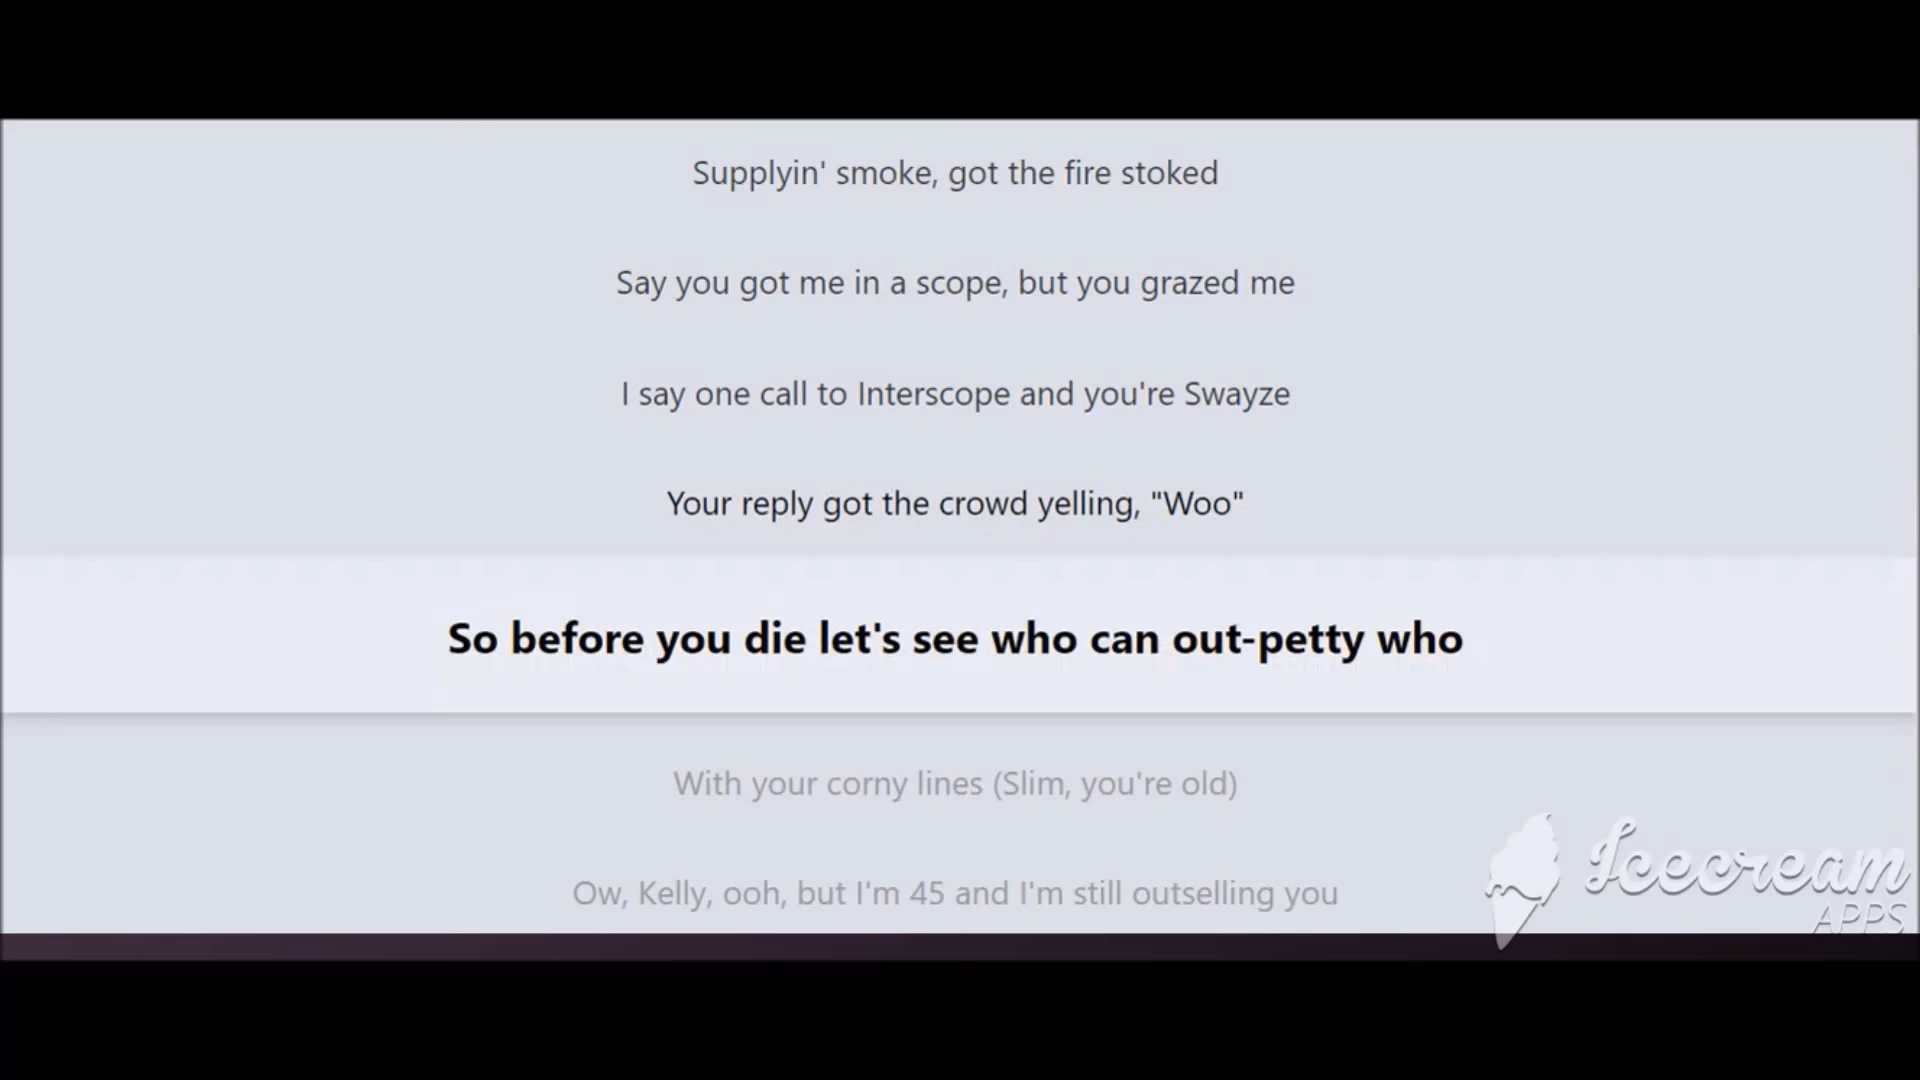 Supplyin' smoke, got the fire stoked
Say you got me in a scope, but you grazed me
I say one call to Interscope and you're Swayze
Your reply got the crowd yelling, "Woo"
So before you die let's see who can out-petty who
With your corny lines (Slim, you're old)
Ow, Kelly, ooh, but I'm 45 and I'm still outselling you
Icecream
APPS